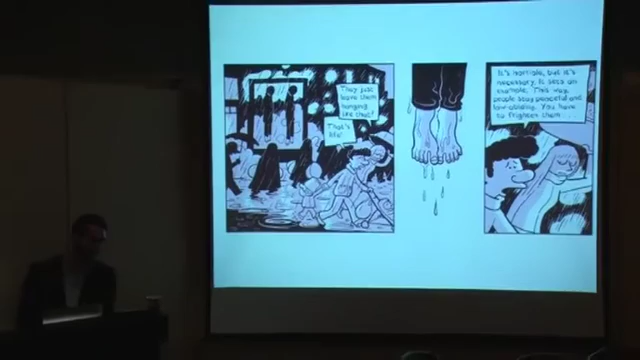 They just
leave them
hanging
like that?
That's
life!
It's horrible, but it's
necessary. It sets an
example. This way,
people stay peaceful and
law-abiding. You have
to frighten them . . .